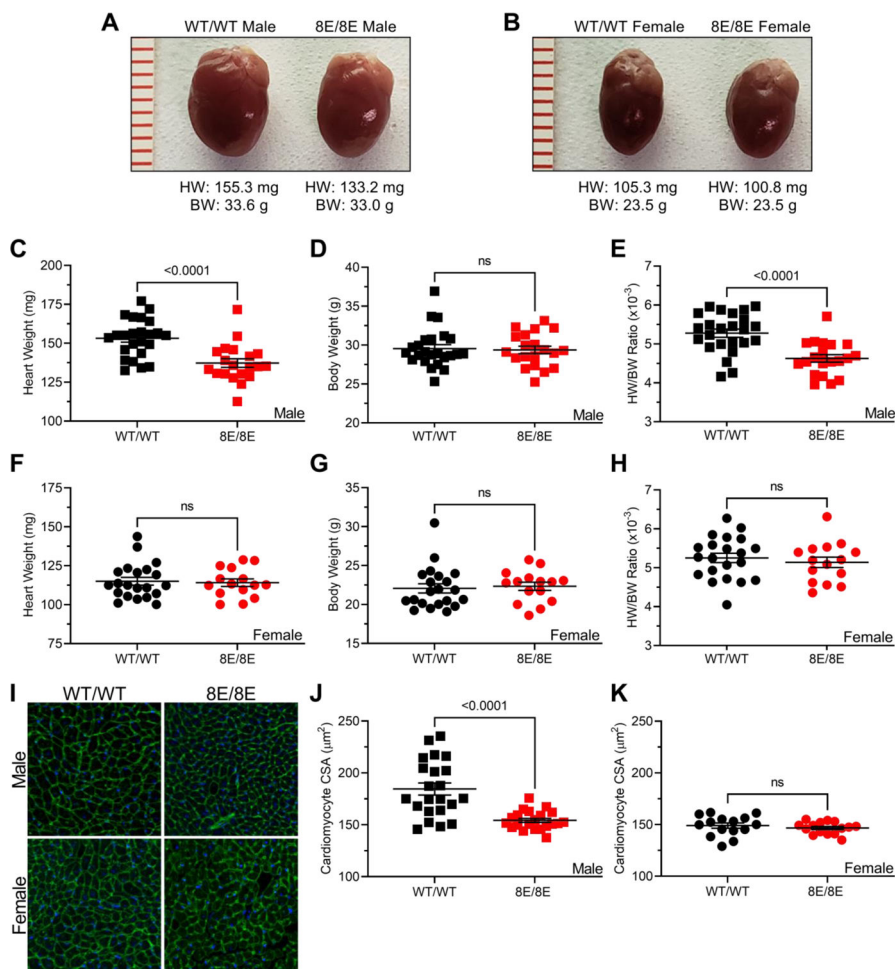 A
WT/WT Male
8E/8E Male
HW: 155.3 mg
BW: 33.6 g
HW: 133.2 mg
BW: 33.0 g
B
WT/WT Female
8E/8E Female
HW: 105.3 mg
BW: 23.5 g
HW: 100.8 mg
BW: 23.5 g
C
Heart Weight (mg)
200
175
150
125
100
<0.0001
Male
WT/WT
8E/8E
D
Body Weight (g)
40
35
30
25
20
ns
Male
WT/WT
8E/8E
E
HW/BW Ratio (x10⁻³)
7
6
5
4
3
<0.0001
Male
WT/WT
8E/8E
F
Heart Weight (mg)
175
150
125
100
75
ns
Female
WT/WT
8E/8E
G
Body Weight (g)
35
30
25
20
15
ns
Female
WT/WT
8E/8E
H
HW/BW Ratio (x10⁻³)
7
6
5
4
3
ns
Female
WT/WT
8E/8E
I
WT/WT
8E/8E
Male
Female
J
Cardiomyocyte CSA (μm²)
250
200
150
100
<0.0001
Male
WT/WT
8E/8E
K
Cardiomyocyte CSA (μm²)
250
200
150
100
ns
Female
WT/WT
8E/8E